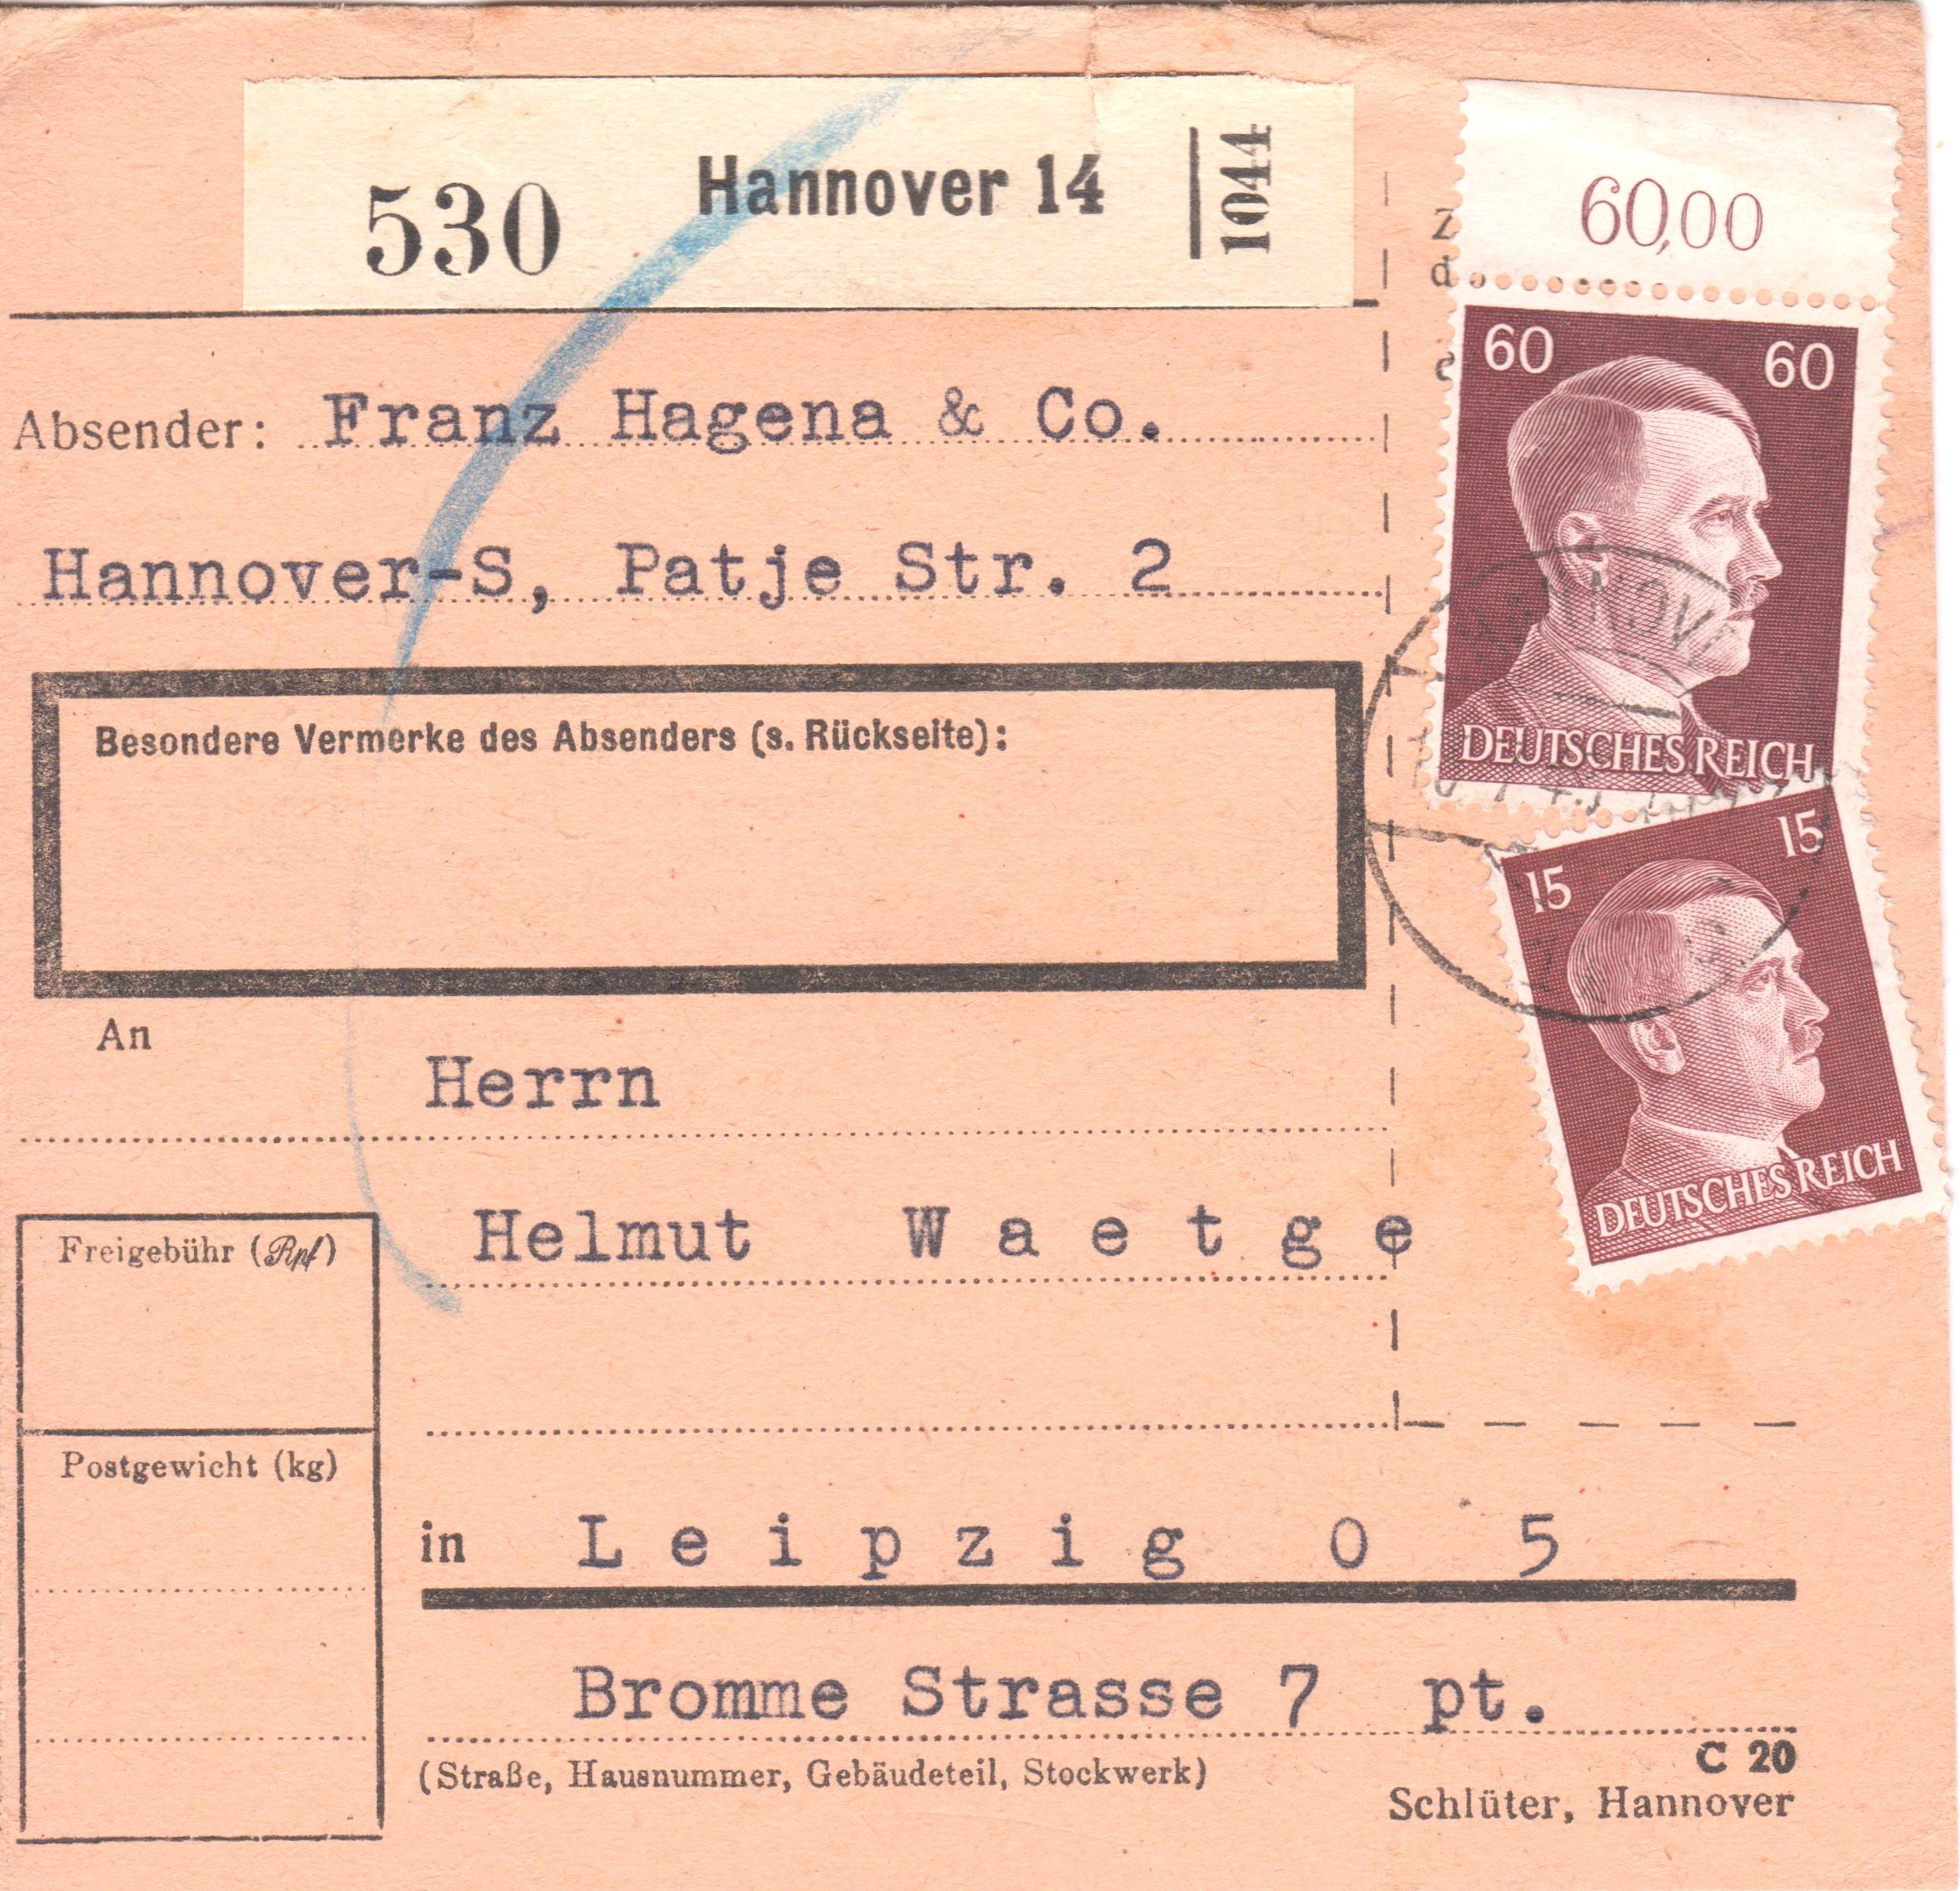 530
Hannover 14
1044
60,00
60 60
DEUTSCHES REICH
15 15
DEUTSCHES REICH
Absender: Franz Hagena & Co.
Hannover-S, Patje Str. 2
Besondere Vermerke des Absenders (s. Rückseite):
An
Herrn
Helmut W a e t g e
Freigebühr (Rpf)
Postgewicht (kg)
in L e i p z i g O 5
Bromme Strasse 7 pt.
(Straße, Hausnummer, Gebäudeteil, Stockwerk)
C 20
Schlüter, Hannover